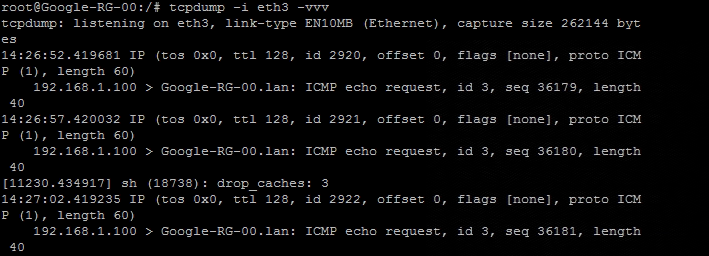 root@Google-RG-00:/# tcpdump -i eth3 -vvv
tcpdump: listening on eth3, link-type EN10MB (Ethernet), capture size 262144 byt
es
14:26:52.419681 IP (tos 0x0, ttl 128, id 2920, offset 0, flags [none], proto ICM
P (1), length 60)
    192.168.1.100 > Google-RG-00.lan: ICMP echo request, id 3, seq 36179, length
 40
14:26:57.420032 IP (tos 0x0, ttl 128, id 2921, offset 0, flags [none], proto ICM
P (1), length 60)
    192.168.1.100 > Google-RG-00.lan: ICMP echo request, id 3, seq 36180, length
 40
[11230.434917] sh (18738): drop_caches: 3
14:27:02.419235 IP (tos 0x0, ttl 128, id 2922, offset 0, flags [none], proto ICM
P (1), length 60)
    192.168.1.100 > Google-RG-00.lan: ICMP echo request, id 3, seq 36181, length
 40